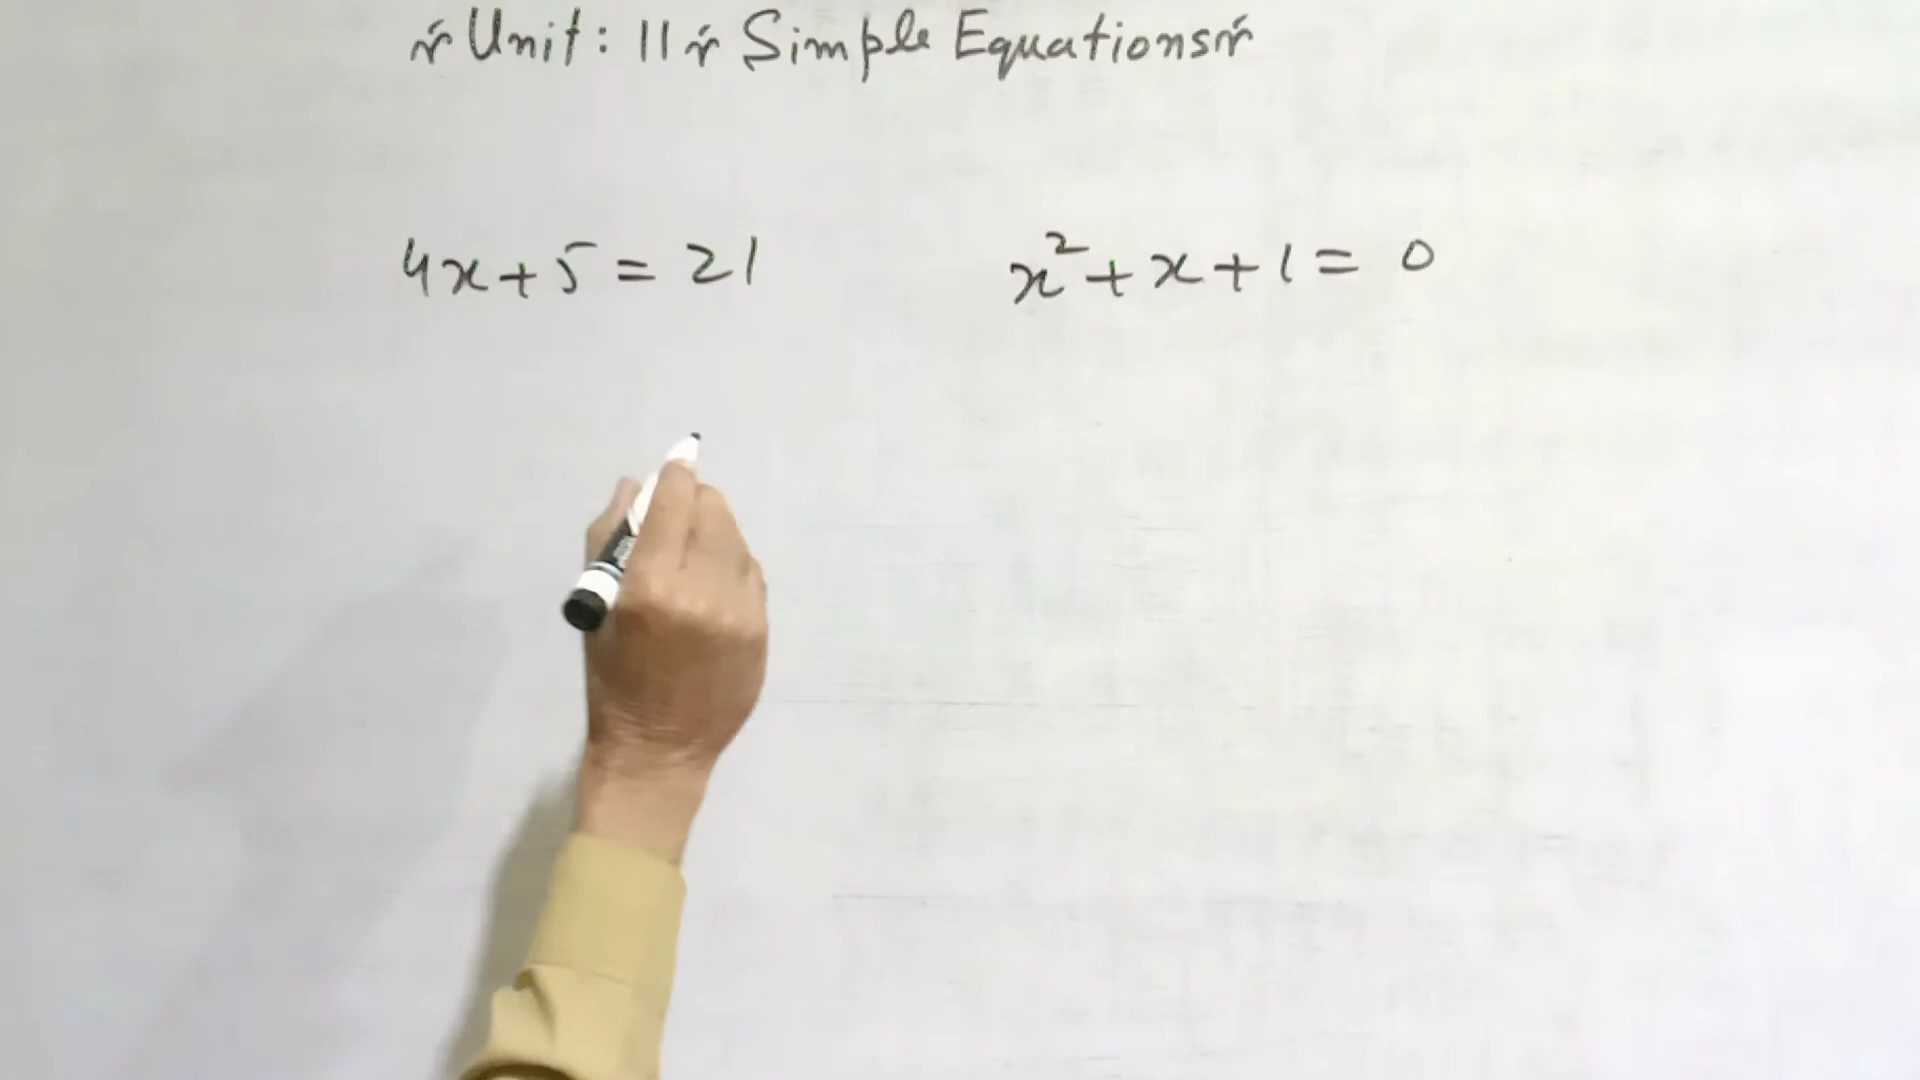 Unit: 11 Simple Equations
4x+5=21
x²+x+1=0